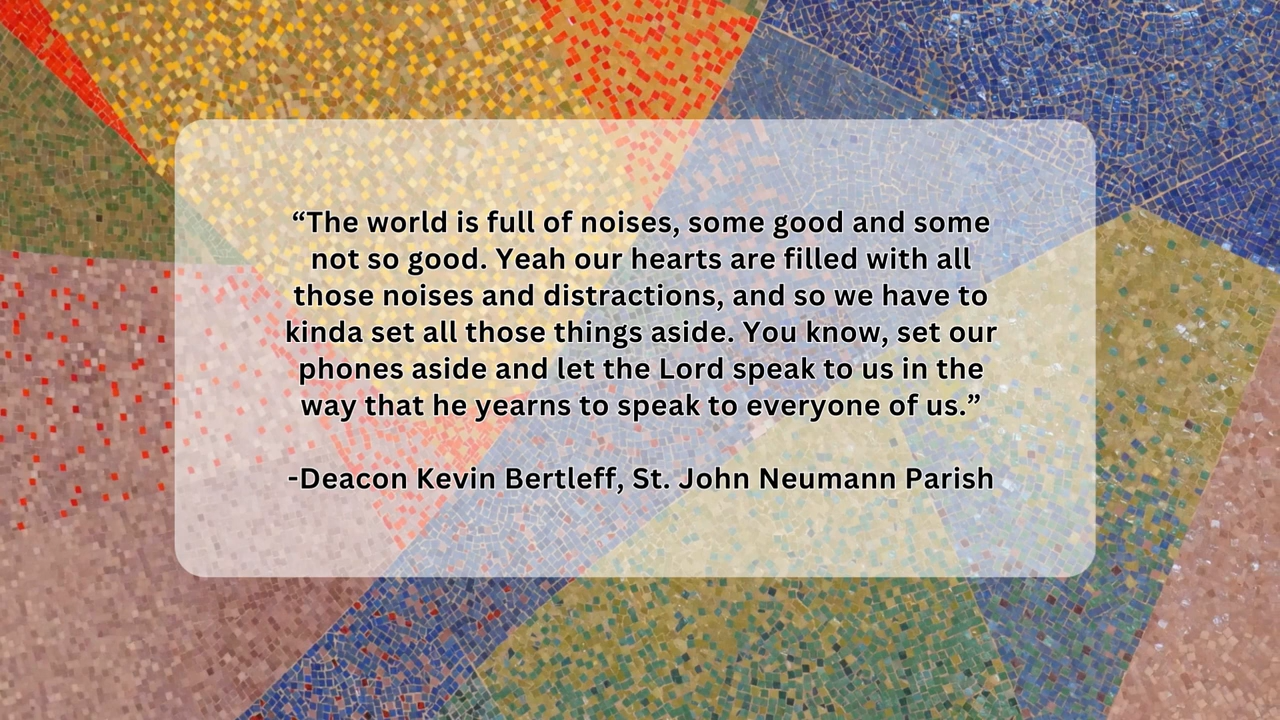 “The world is full of noises, some good and some
not so good. Yeah our hearts are filled with all
those noises and distractions, and so we have to
kinda set all those things aside. You know, set our
phones aside and let the Lord speak to us in the
way that he yearns to speak to everyone of us.”
-Deacon Kevin Bertleff, St. John Neumann Parish